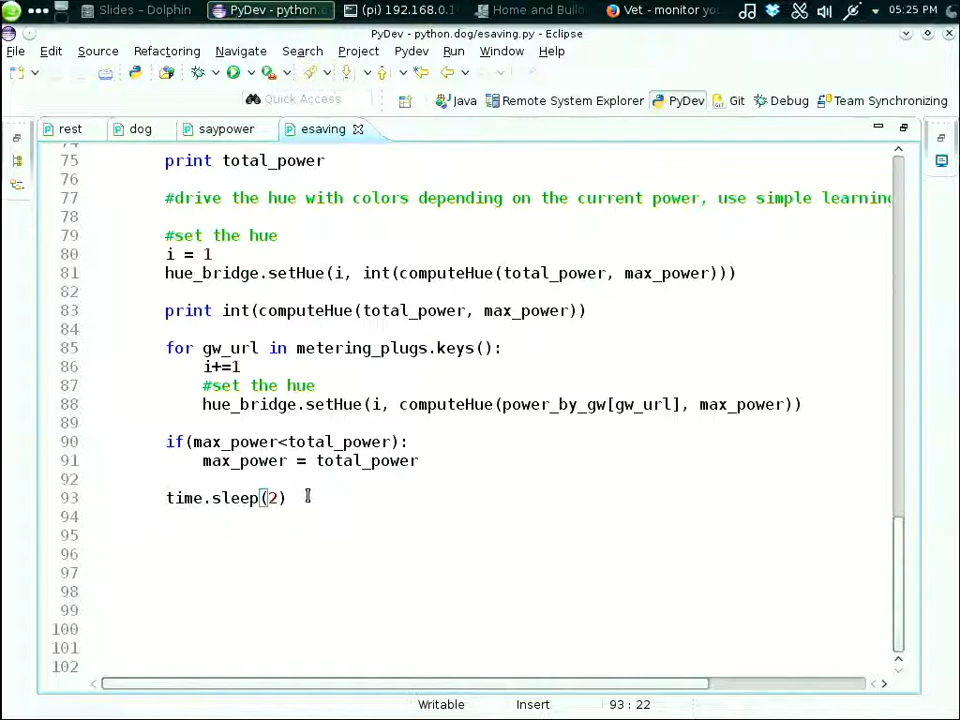 Slides – Dolphin
PyDev - python.
(pi) 192.168.0.1
Home and Build
Vet - monitor you
05:25 PM
PyDev - python.dog/esaving.py - Eclipse
File Edit Source Refactoring Navigate Search Project Pydev Run Window Help
Quick Access
Java Remote System Explorer PyDev Git Debug Team Synchronizing
rest dog saypower esaving
74
75 print total_power
76
77 #drive the hue with colors depending on the current power, use simple learning
78
79 #set the hue
80 i = 1
81 hue_bridge.setHue(i, int(computeHue(total_power, max_power)))
82
83 print int(computeHue(total_power, max_power))
84
85 for gw_url in metering_plugs.keys():
86 i+=1
87 #set the hue
88 hue_bridge.setHue(i, computeHue(power_by_gw[gw_url], max_power))
89
90 if(max_power<total_power):
91 max_power = total_power
92
93 time.sleep(2)
94
95
96
97
98
99
100
101
102
Writable Insert 93 : 22